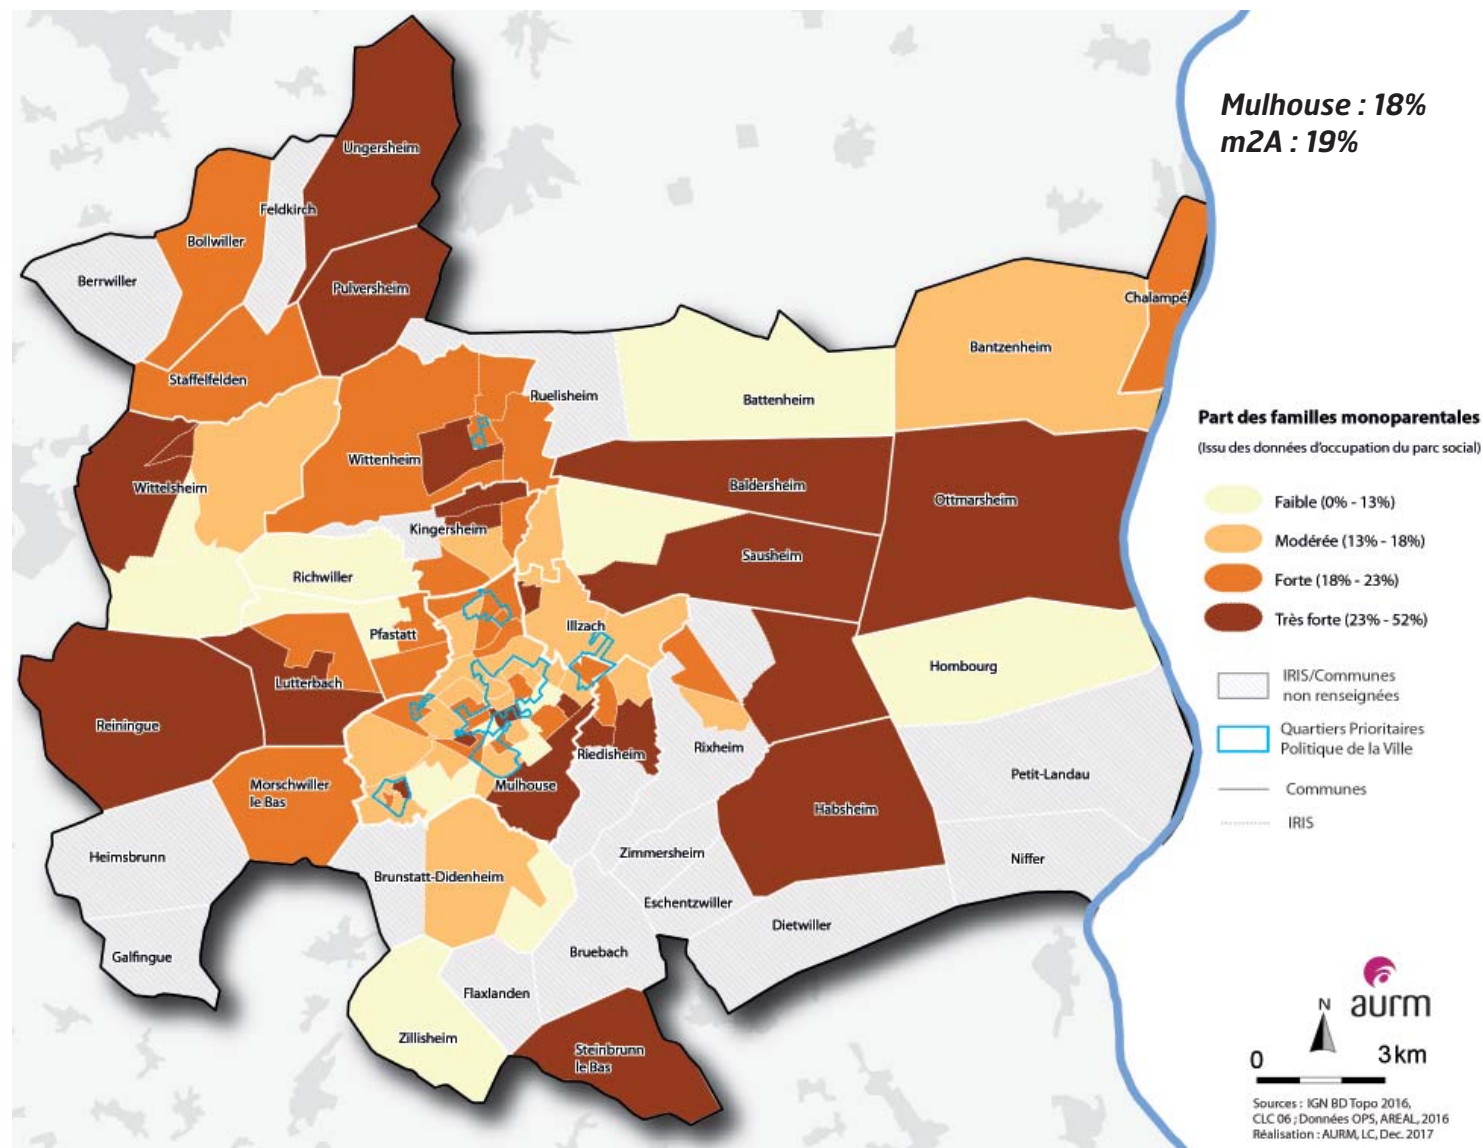 Mulhouse : 18%
m2A : 19%
Ungersheim
Feldkirch
Bollwiller
Berrwiller
Pulversheim
Chalampé
Bantzenheim
Staffelfelden
Ruelisheim
Battenheim
Wittenheim
Wittelsheim
Baldersheim
Ottmarsheim
Kingersheim
Sausheim
Richwiller
Pfastatt
Illzach
Hombourg
Lutterbach
Reiningue
Riedisheim
Rixheim
Mulhouse
Petit-Landau
Morschwiller
le Bas
Habsheim
Heimsbrunn
Zimmersheim
Niffer
Brunstatt-Didenheim
Eschentzwiller
Dietwiller
Galfingue
Bruebach
Flaxlanden
Zillisheim
Steinbrunn
le Bas
Part des familles monoparentales
(Issu des données d'occupation du parc social)
Faible (0% - 13%)
Modérée (13% - 18%)
Forte (18% - 23%)
Très forte (23% - 52%)
IRIS/Communes
non renseignées
Quartiers Prioritaires
Politique de la Ville
Communes
IRIS
aurm
N
0 3 km
Sources : IGN BD Topo 2016,
CLC 06 ; Données OPS, AREAL, 2016
Réalisation : AURM, LC, Dec. 2017